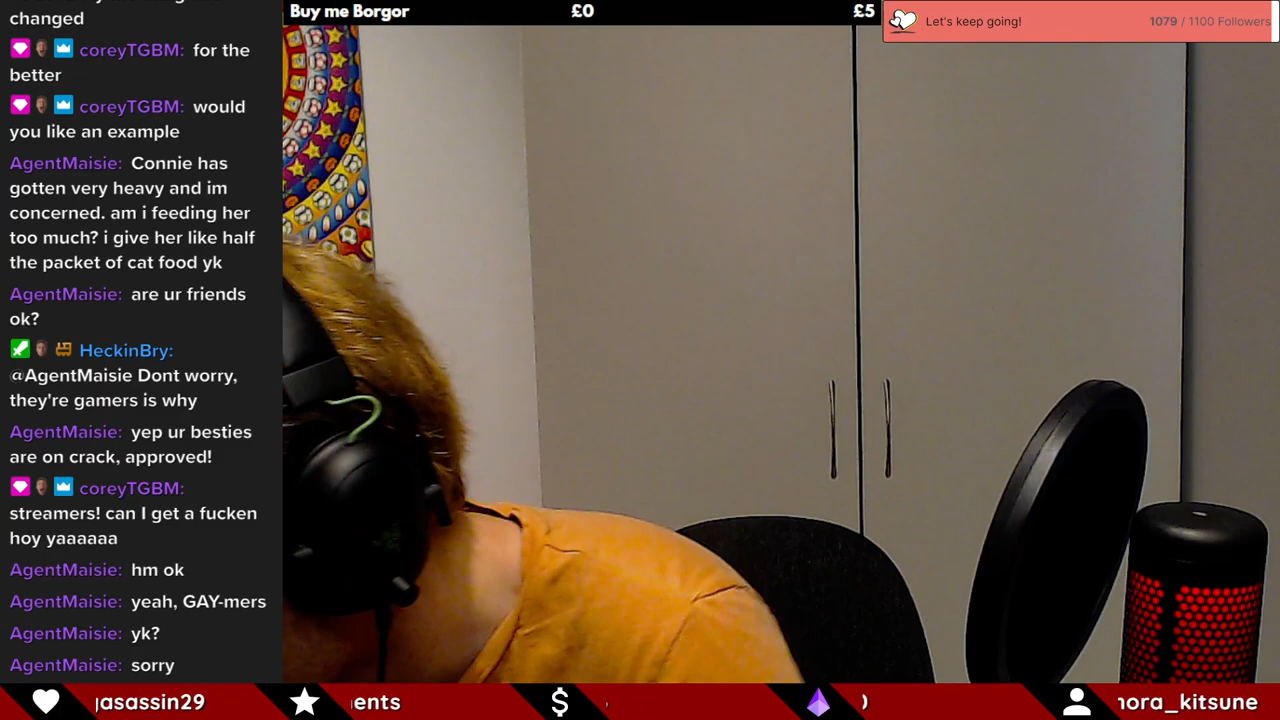 Buy me Borgor £0 £5
Let's keep going! 1079 / 1100 Followers
changed
coreyTGBM: for the
better
coreyTGBM: would
you like an example
AgentMaisie: Connie has
gotten very heavy and im
concerned. am i feeding her
too much? i give her like half
the packet of cat food yk
AgentMaisie: are ur friends
ok?
HeckinBry:
@AgentMaisie Dont worry,
they're gamers is why
AgentMaisie: yep ur besties
are on crack, approved!
coreyTGBM:
streamers! can I get a fucken
hoy yaaaaaa
AgentMaisie: hm ok
AgentMaisie: yeah, GAY-mers
AgentMaisie: yk?
AgentMaisie: sorry
asassin29 ents nora_kitsune